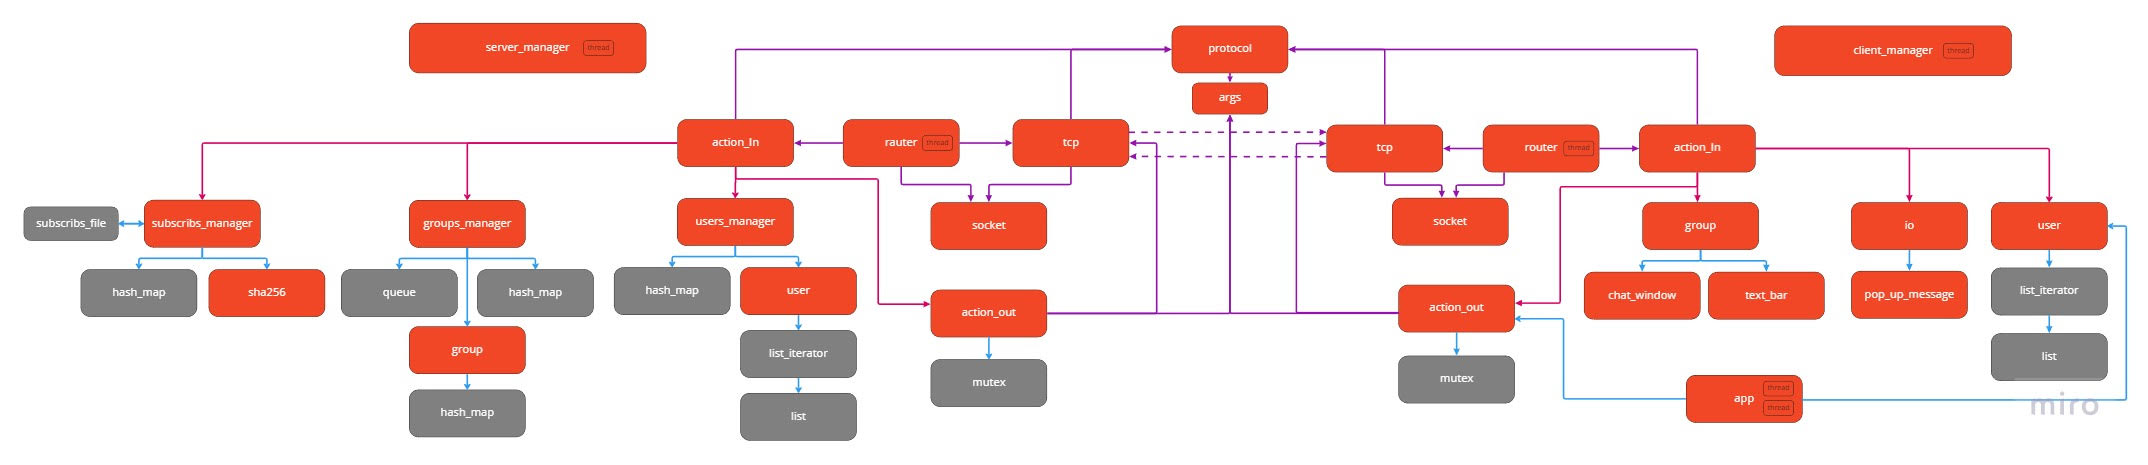 server_manager thread
protocol
client_manager thread
args
action_In
rauter thread
tcp
tcp
router thread
action_In
subscribs_file
subscribs_manager
groups_manager
users_manager
socket
socket
group
io
user
hash_map
sha256
queue
hash_map
hash_map
user
action_out
action_out
chat_window
text_bar
pop_up_message
list_iterator
group
list_iterator
mutex
mutex
list
hash_map
list
app
thread
thread
miro